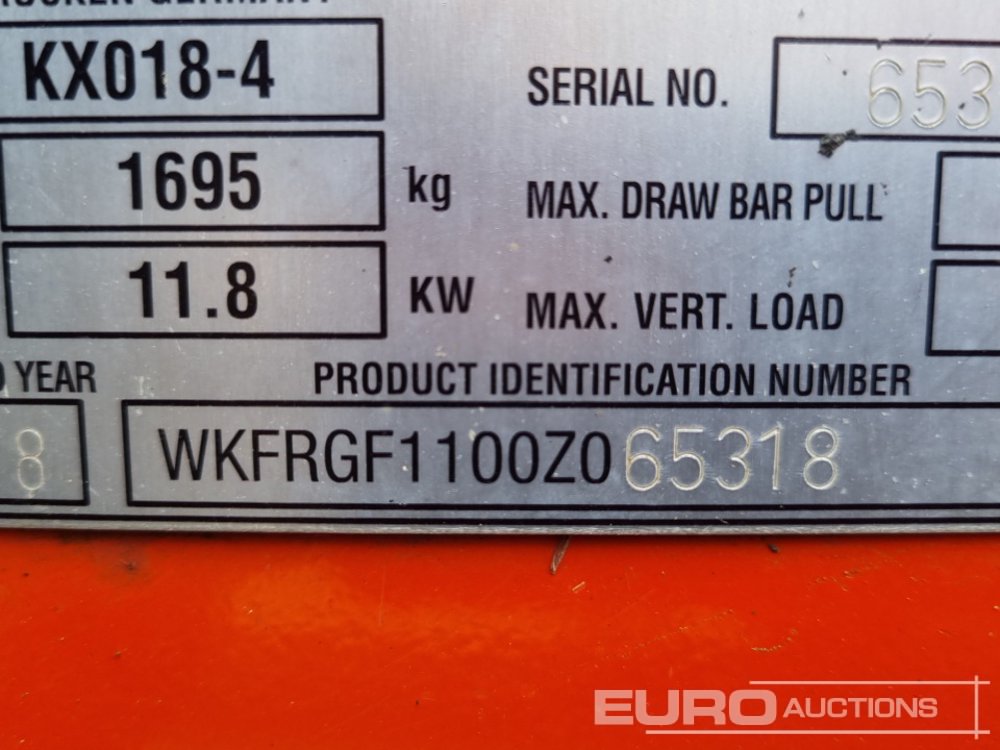 GERMANY
KX018-4
SERIAL NO. 653
1695 kg
MAX. DRAW BAR PULL
11.8 KW
MAX. VERT. LOAD
YEAR
PRODUCT IDENTIFICATION NUMBER
8
WKFRGF1100Z065318
EURO AUCTIONS